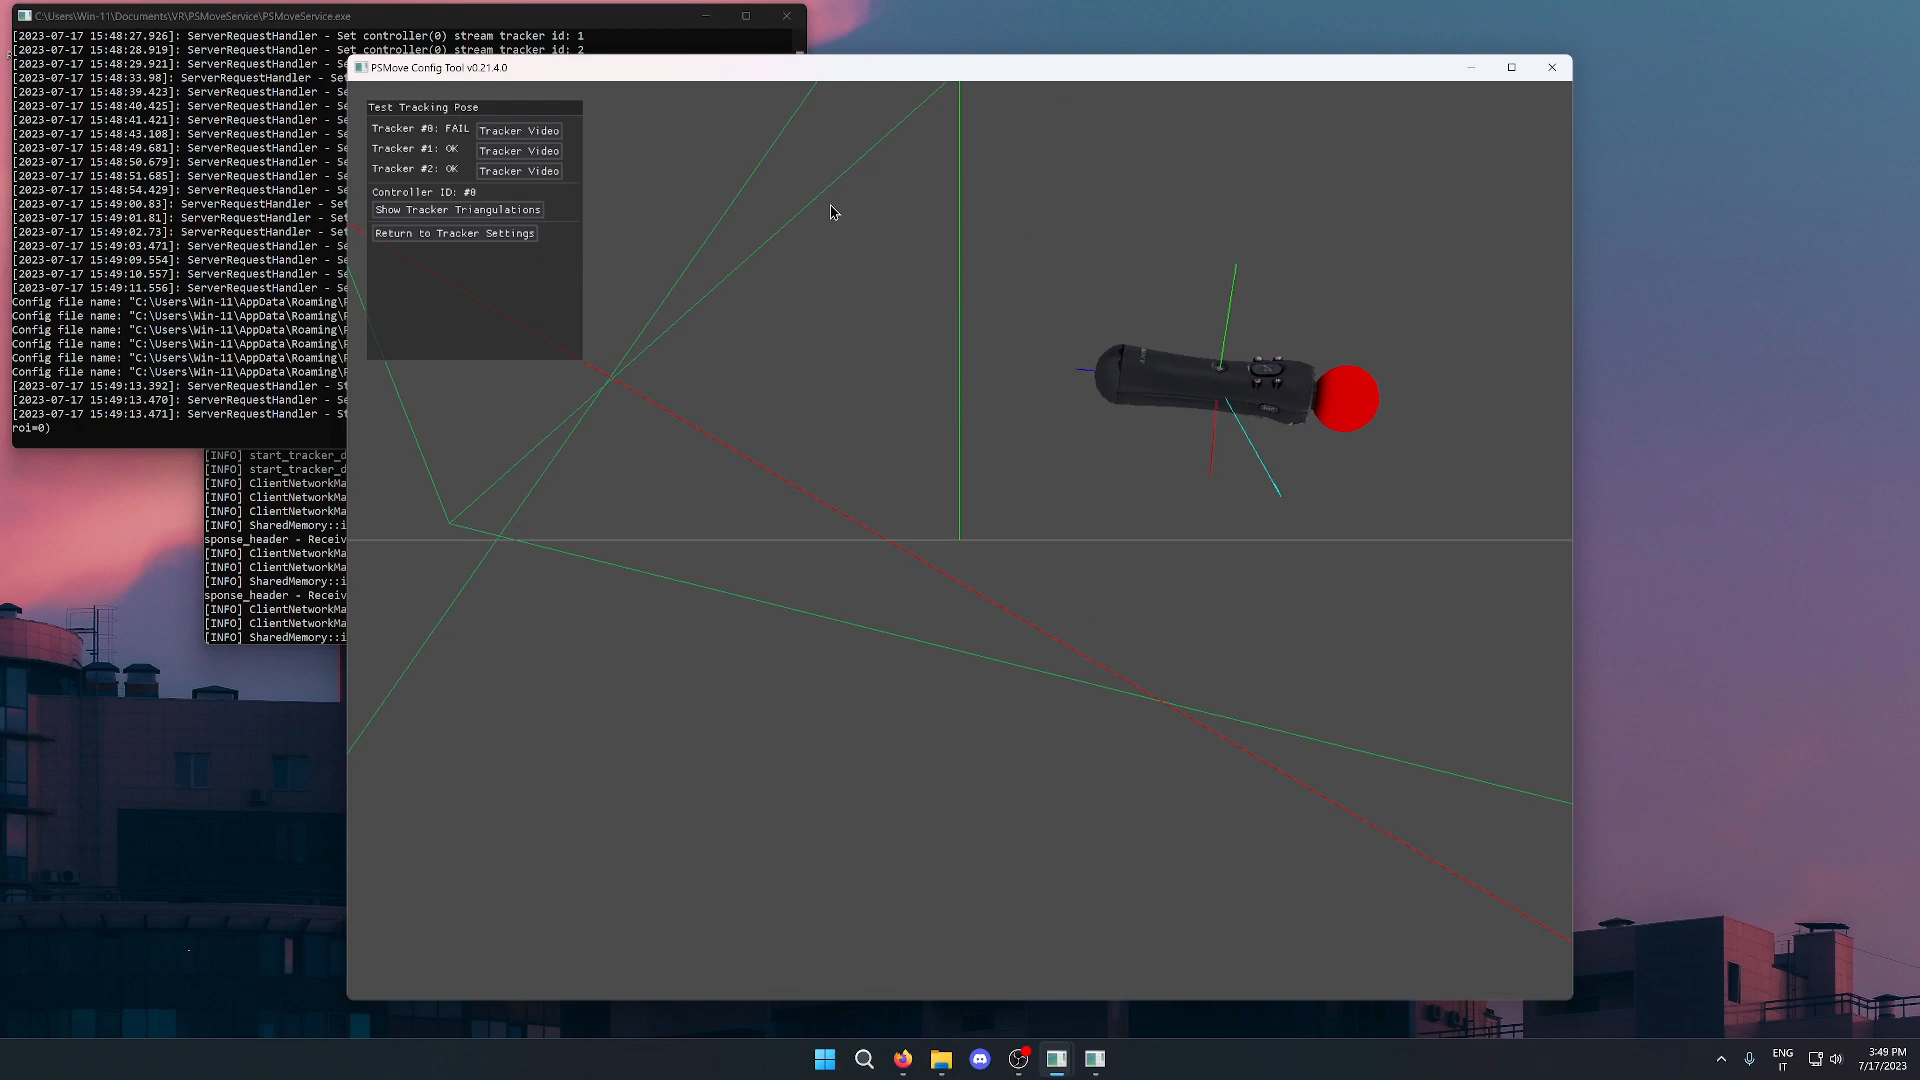 C:\Users\Win-11\Documents\VR\PSMoveService\PSMoveService.exe
[2023-07-17 15:48:27.926]: ServerRequestHandler - Set controller(0) stream tracker id: 1
[2023-07-17 15:48:28.919]: ServerRequestHandler - Set controller(0) stream tracker id: 2
[2023-07-17 15:48:29.921]: ServerRequestHandler - Set
[2023-07-17 15:48:33.98]: ServerRequestHandler - Set
[2023-07-17 15:48:39.423]: ServerRequestHandler - Set
[2023-07-17 15:48:40.425]: ServerRequestHandler - Set
[2023-07-17 15:48:41.421]: ServerRequestHandler - Set
[2023-07-17 15:48:43.108]: ServerRequestHandler - Set
[2023-07-17 15:48:49.681]: ServerRequestHandler - Set
[2023-07-17 15:48:50.679]: ServerRequestHandler - Set
[2023-07-17 15:48:51.685]: ServerRequestHandler - Set
[2023-07-17 15:48:54.429]: ServerRequestHandler - Set
[2023-07-17 15:49:00.83]: ServerRequestHandler - Set
[2023-07-17 15:49:01.81]: ServerRequestHandler - Set
[2023-07-17 15:49:02.73]: ServerRequestHandler - Set
[2023-07-17 15:49:03.471]: ServerRequestHandler - Se
[2023-07-17 15:49:09.554]: ServerRequestHandler - Se
[2023-07-17 15:49:10.557]: ServerRequestHandler - Se
[2023-07-17 15:49:11.556]: ServerRequestHandler - Se
Config file name: "C:\Users\Win-11\AppData\Roaming\P
Config file name: "C:\Users\Win-11\AppData\Roaming\P
Config file name: "C:\Users\Win-11\AppData\Roaming\P
Config file name: "C:\Users\Win-11\AppData\Roaming\P
Config file name: "C:\Users\Win-11\AppData\Roaming\P
Config file name: "C:\Users\Win-11\AppData\Roaming\P
[2023-07-17 15:49:13.392]: ServerRequestHandler - St
[2023-07-17 15:49:13.470]: ServerRequestHandler - St
[2023-07-17 15:49:13.471]: ServerRequestHandler - St
roi=0)
[INFO] start_tracker_d
[INFO] start_tracker_d
[INFO] ClientNetworkMa
[INFO] ClientNetworkMa
[INFO] ClientNetworkMa
[INFO] SharedMemory::i
sponse_header - Receiv
[INFO] ClientNetworkMa
[INFO] ClientNetworkMa
[INFO] SharedMemory::i
sponse_header - Receiv
[INFO] ClientNetworkMa
[INFO] ClientNetworkMa
[INFO] SharedMemory::i
PSMove Config Tool v0.21.4.0
Test Tracking Pose
Tracker #0: FAIL Tracker Video
Tracker #1: OK Tracker Video
Tracker #2: OK Tracker Video
Controller ID: #0
Show Tracker Triangulations
Return to Tracker Settings
ENG
IT
3:49 PM
7/17/2023